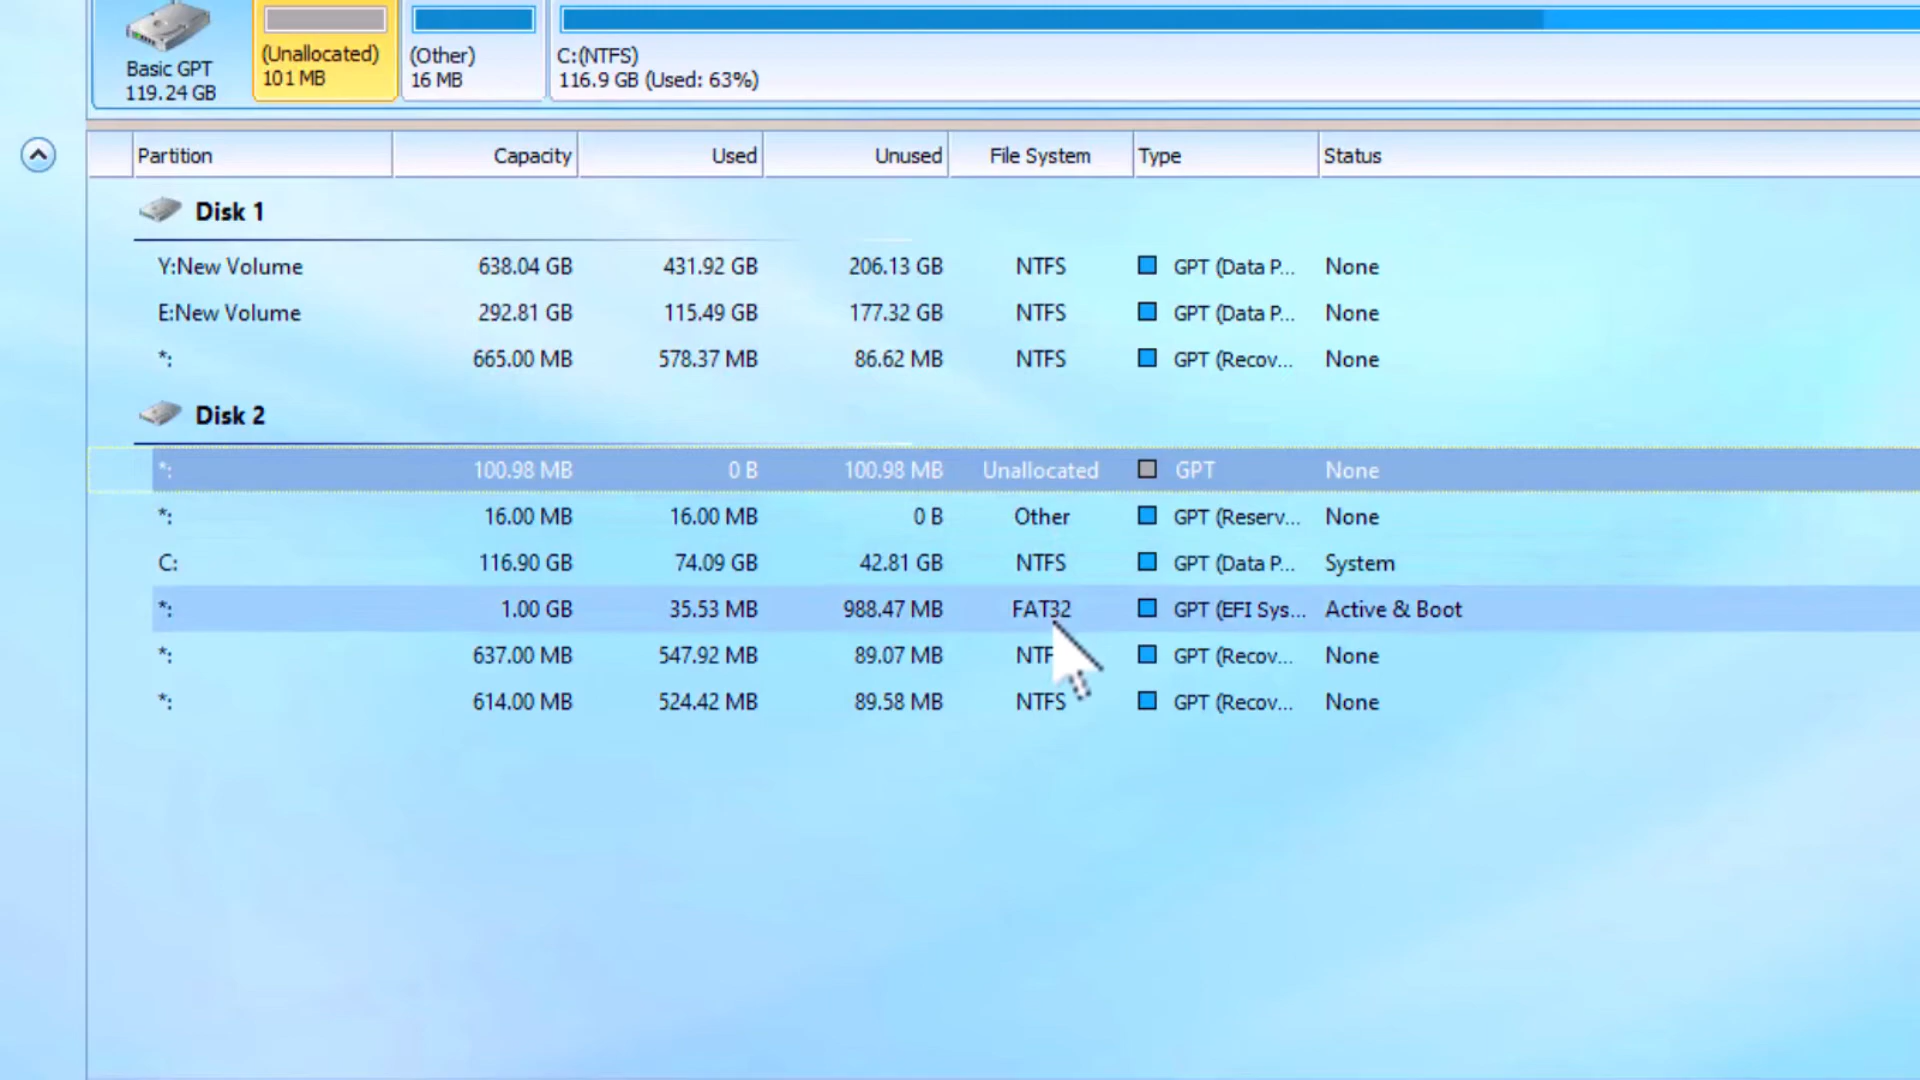 Basic GPT
119.24 GB
(Unallocated)
101 MB
(Other)
16 MB
C:(NTFS)
116.9 GB (Used: 63%)
Partition Capacity Used Unused File System Type Status
Disk 1
Y:New Volume 638.04 GB 431.92 GB 206.13 GB NTFS GPT (Data P... None
E:New Volume 292.81 GB 115.49 GB 177.32 GB NTFS GPT (Data P... None
*: 665.00 MB 578.37 MB 86.62 MB NTFS GPT (Recov... None
Disk 2
*: 100.98 MB 0 B 100.98 MB Unallocated GPT None
*: 16.00 MB 16.00 MB 0 B Other GPT (Reserv... None
C: 116.90 GB 74.09 GB 42.81 GB NTFS GPT (Data P... System
*: 1.00 GB 35.53 MB 988.47 MB FAT32 GPT (EFI Sys... Active & Boot
*: 637.00 MB 547.92 MB 89.07 MB NTFS GPT (Recov... None
*: 614.00 MB 524.42 MB 89.58 MB NTFS GPT (Recov... None